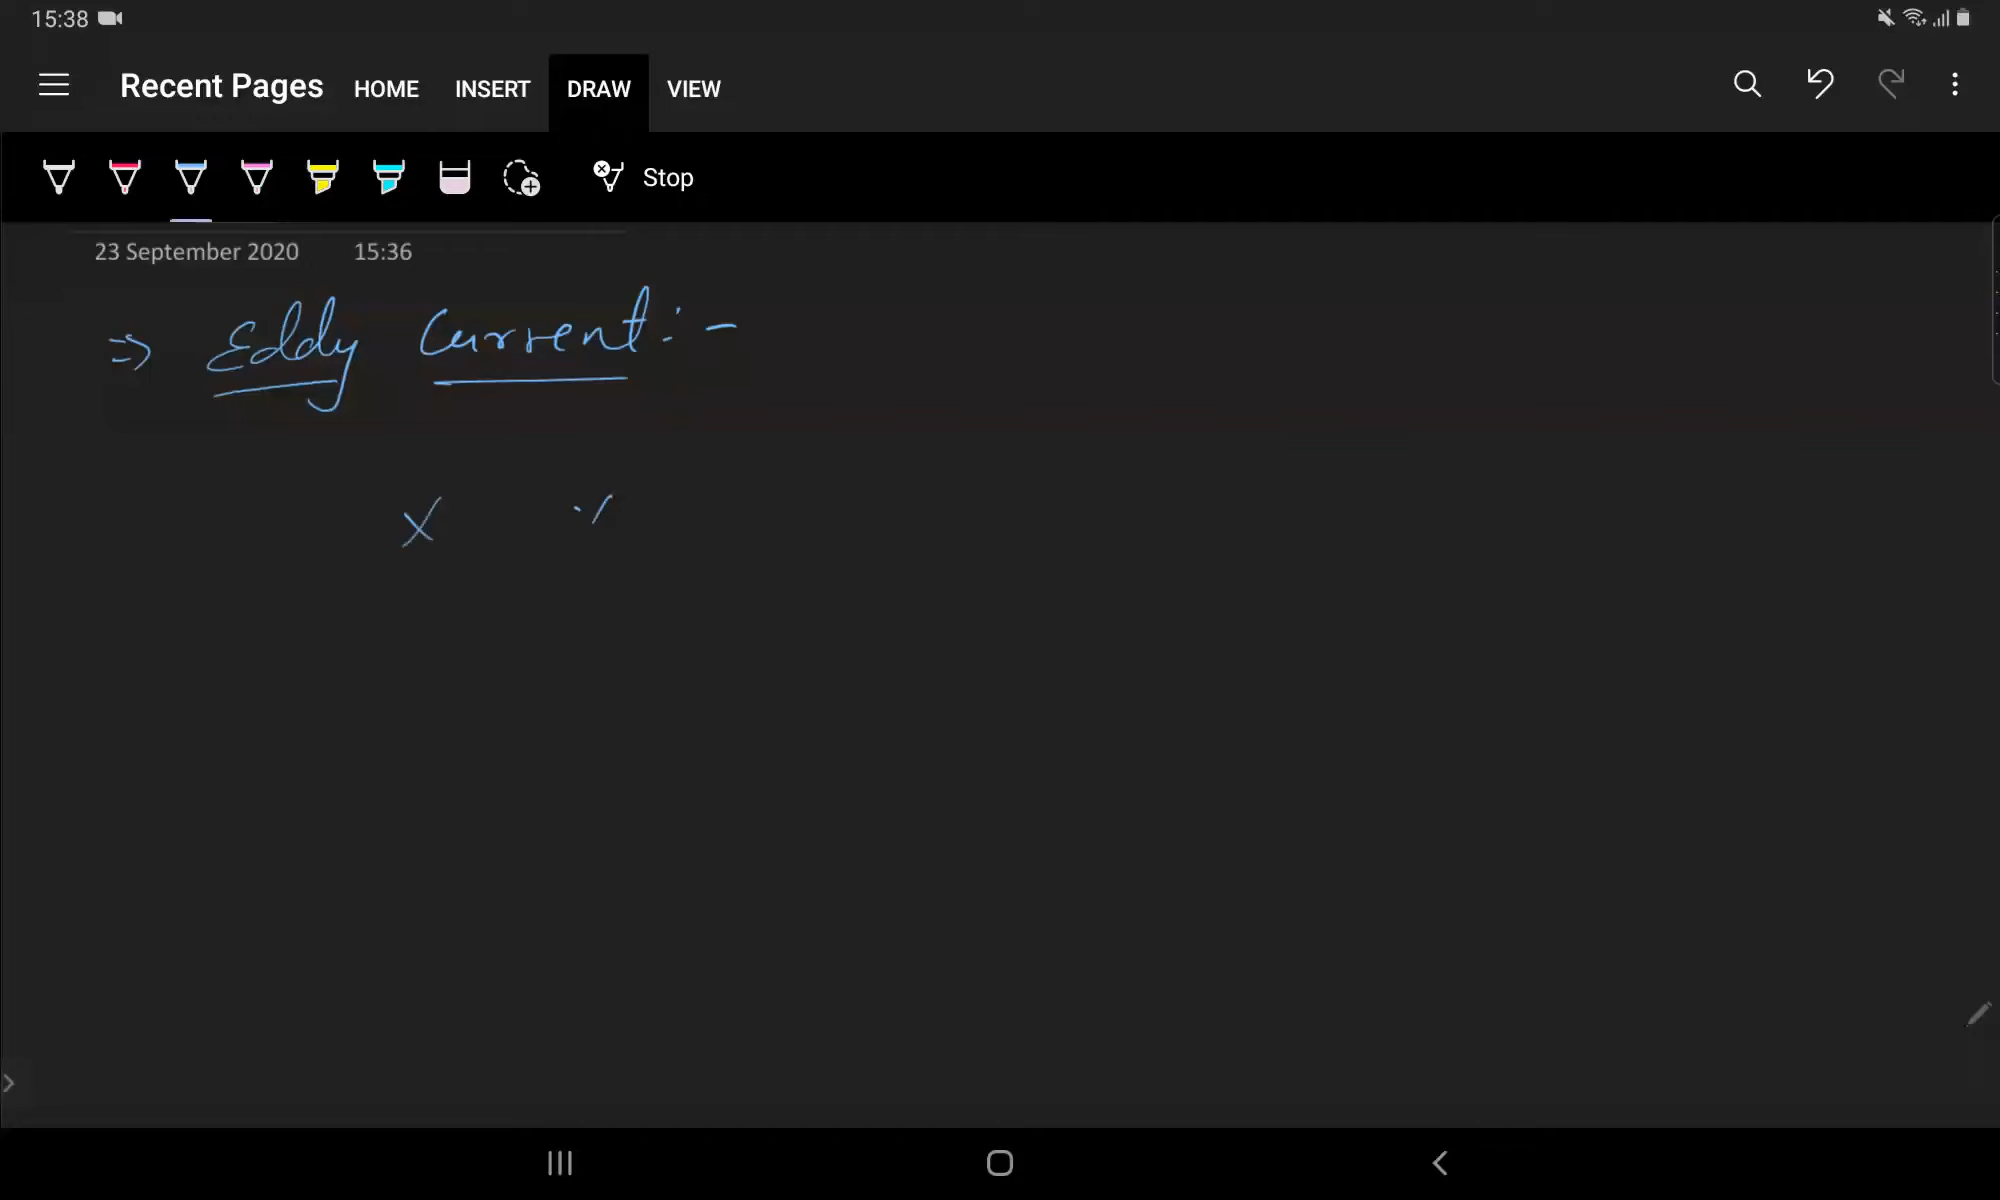 15:38
Recent Pages HOME INSERT DRAW VIEW
Stop
23 September 2020 15:36
⇒ Eddy Current :-
X